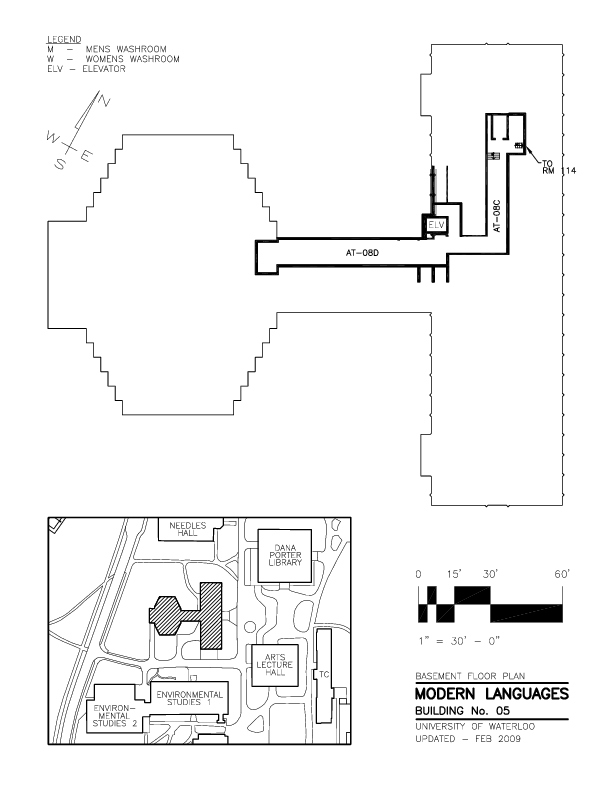 LEGEND
M – MENS WASHROOM
W – WOMENS WASHROOM
ELV – ELEVATOR
N
W
E
S
TO
RM 114
AT-08C
ELV
AT-08D
NEEDLES
HALL
DANA
PORTER
LIBRARY
ARTS
LECTURE
HALL
TC
ENVIRONMENTAL
STUDIES 1
ENVIRON-
MENTAL
STUDIES 2
0 15' 30' 60'
1" = 30' - 0"
BASEMENT FLOOR PLAN
MODERN LANGUAGES
BUILDING No. 05
UNIVERSITY OF WATERLOO
UPDATED – FEB 2009